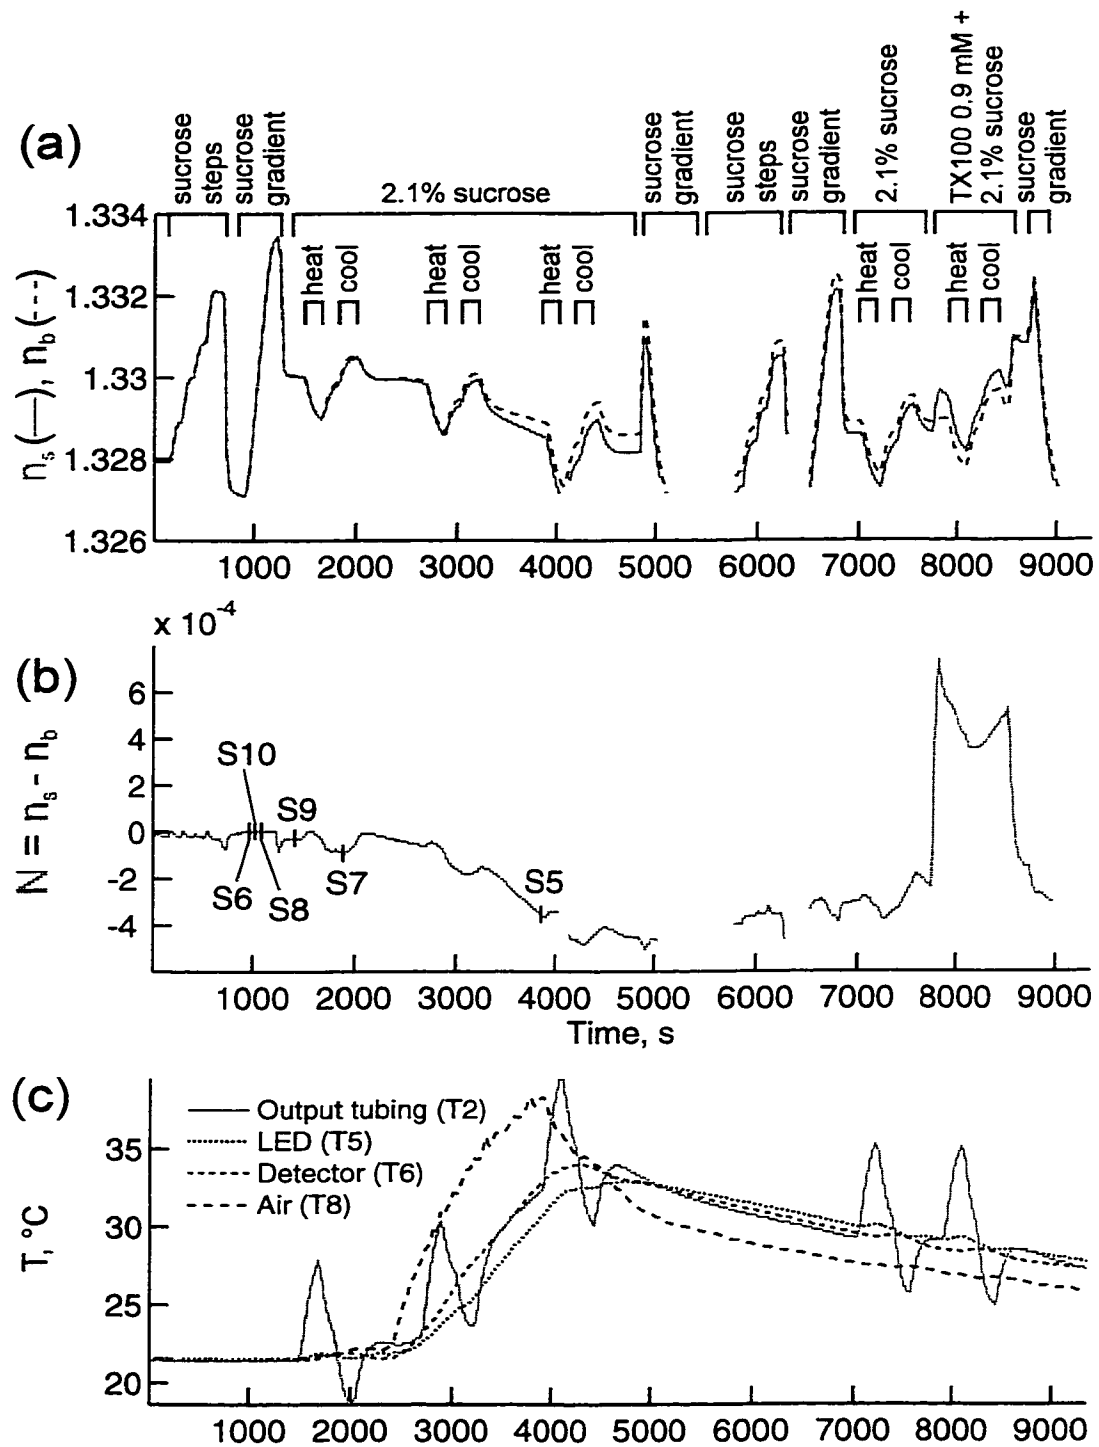 (a)
sucrose
steps
sucrose
gradient
2.1% sucrose
sucrose
gradient
sucrose
steps
sucrose
gradient
2.1% sucrose
TX100 0.9 mM +
2.1% sucrose
sucrose
gradient
heat
cool
heat
cool
heat
cool
heat
cool
heat
cool
n_s (—), n_b (---)
1.334
1.332
1.33
1.328
1.326
1000 2000 3000 4000 5000 6000 7000 8000 9000
(b)
x 10^-4
N = n_s - n_b
6
4
2
0
-2
-4
S10
S9
S6
S8
S7
S5
1000 2000 3000 4000 5000 6000 7000 8000 9000
Time, s
(c)
Output tubing (T2)
LED (T5)
Detector (T6)
Air (T8)
T, °C
35
30
25
20
1000 2000 3000 4000 5000 6000 7000 8000 9000